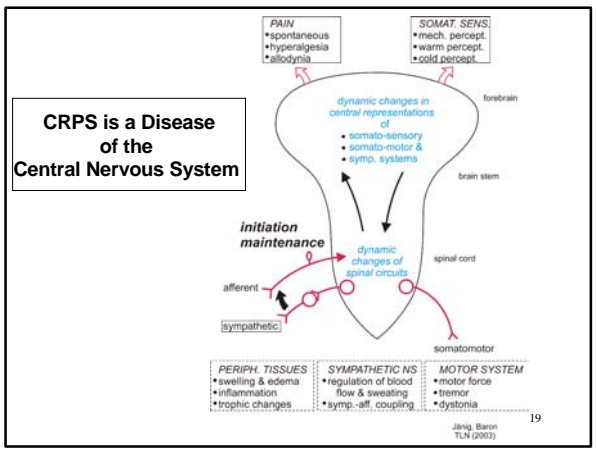 PAIN
•spontaneous
•hyperalgesia
•allodynia
SOMAT. SENS.
•mech. percept.
•warm percept.
•cold percept.
CRPS is a Disease
of the
Central Nervous System
dynamic changes in
central representations
of
• somato-sensory
• somato-motor &
• symp. systems
forebrain
brain stem
initiation
maintenance
dynamic
changes of
spinal circuits
spinal cord
afferent
sympathetic
somatomotor
PERIPH. TISSUES
•swelling & edema
•inflammation
•trophic changes
SYMPATHETIC NS
•regulation of blood
flow & sweating
•symp.-aff. coupling
MOTOR SYSTEM
•motor force
•tremor
•dystonia
19
Jänig, Baron
TLN (2003)